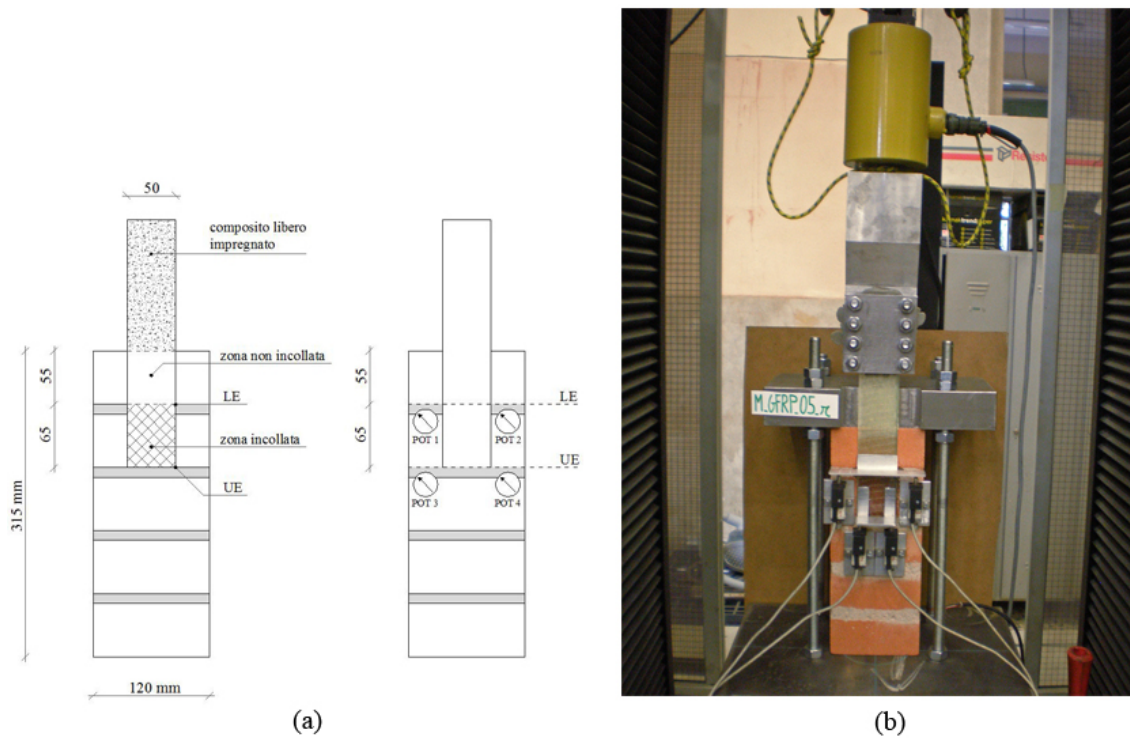 50
composito libero
impregnato
zona non incollata
LE
zona incollata
UE
55
65
315 mm
120 mm
55
65
LE
POT 1
POT 2
UE
POT 3
POT 4
(a)
M_GFRP_05_π
(b)